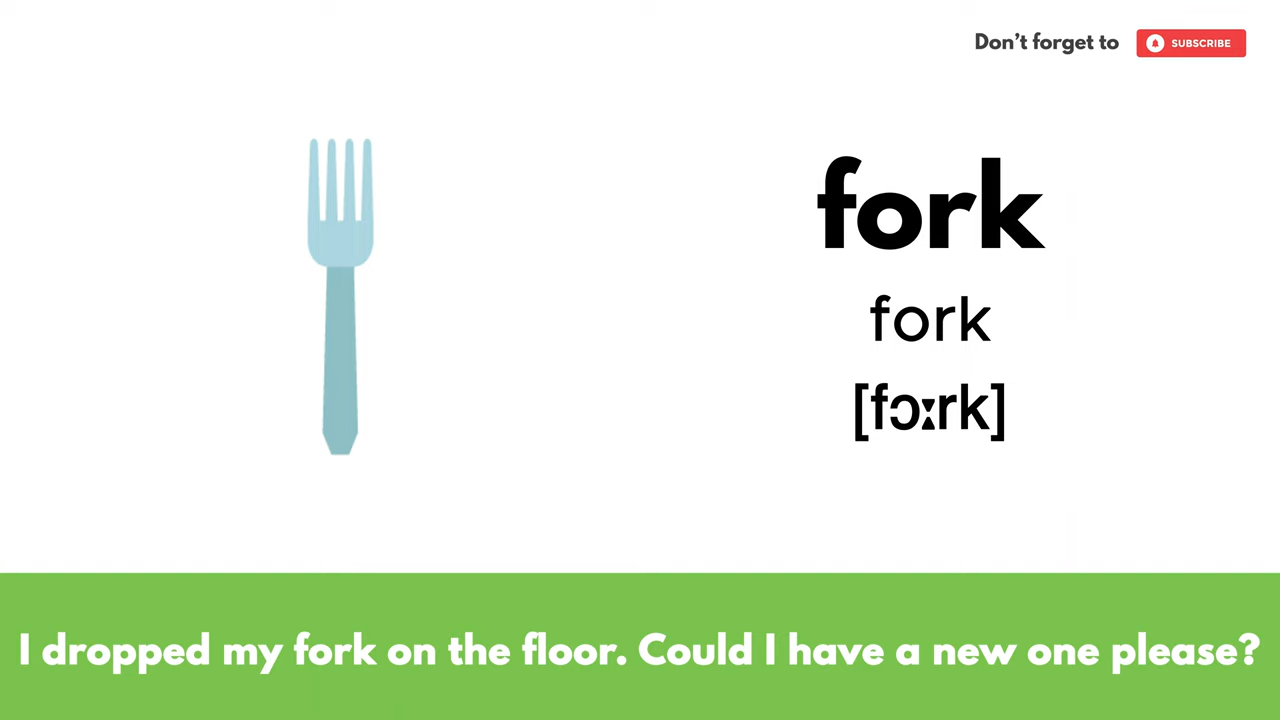 Don't forget to SUBSCRIBE
fork
fork
[fɔːrk]
I dropped my fork on the floor. Could I have a new one please?